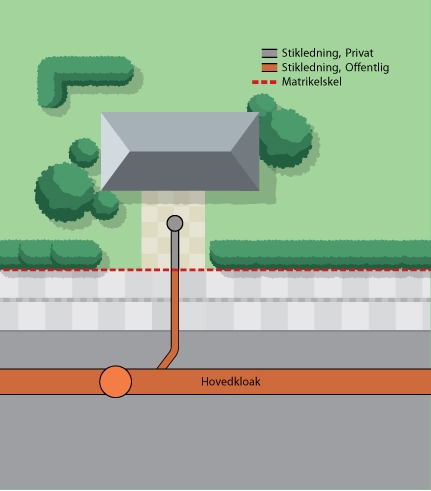 Stikledning, Privat
Stikledning, Offentlig
Matrikelskel
Hovedkloak